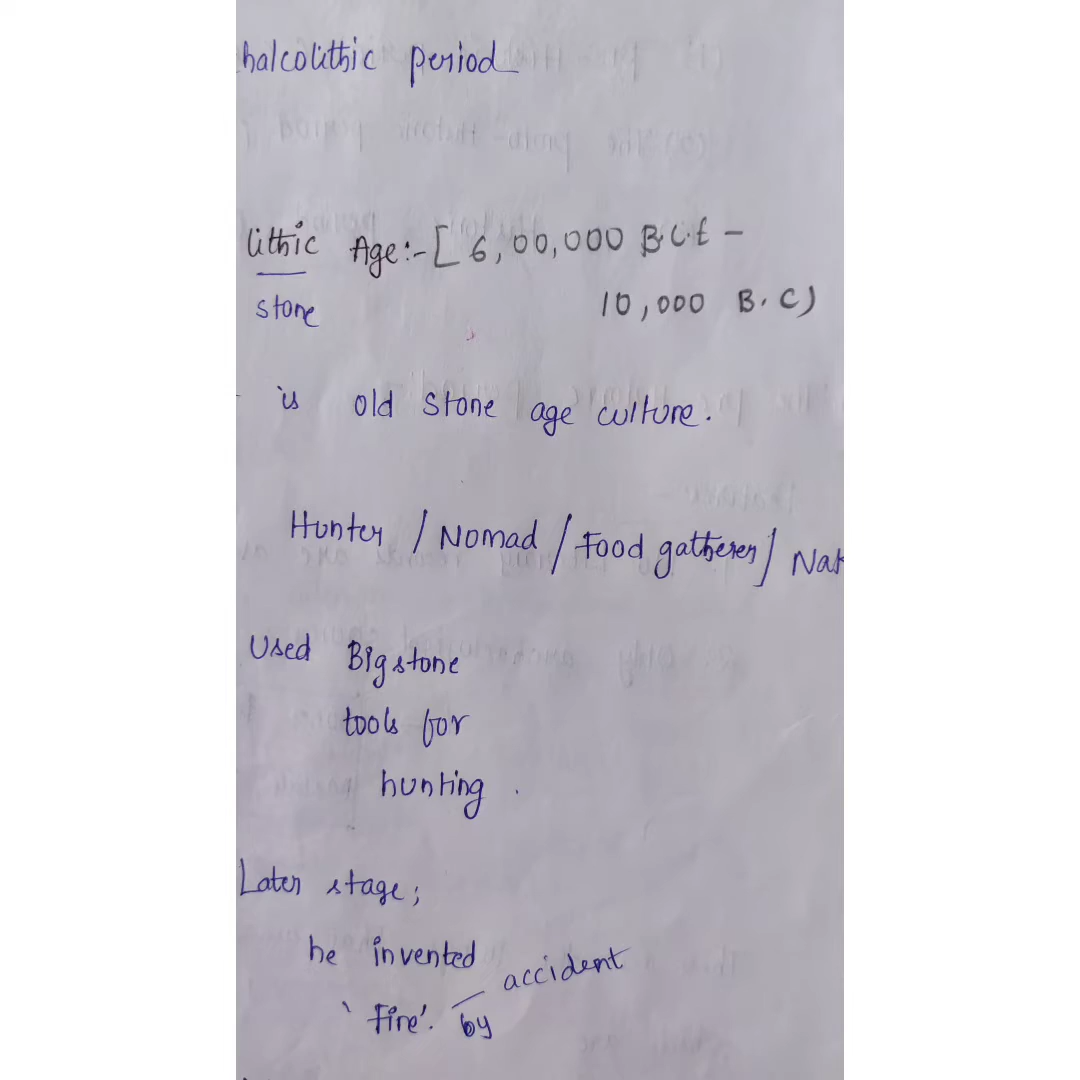 halcolithic period
lithic Age:- [6,00,000 B.C.E -
stone 10,000 B.C)
is old stone age culture.
Hunter / Nomad / Food gatherer / Nak
Used Big stone
tools for
hunting.
Later stage;
he invented accident
'Fire'. by